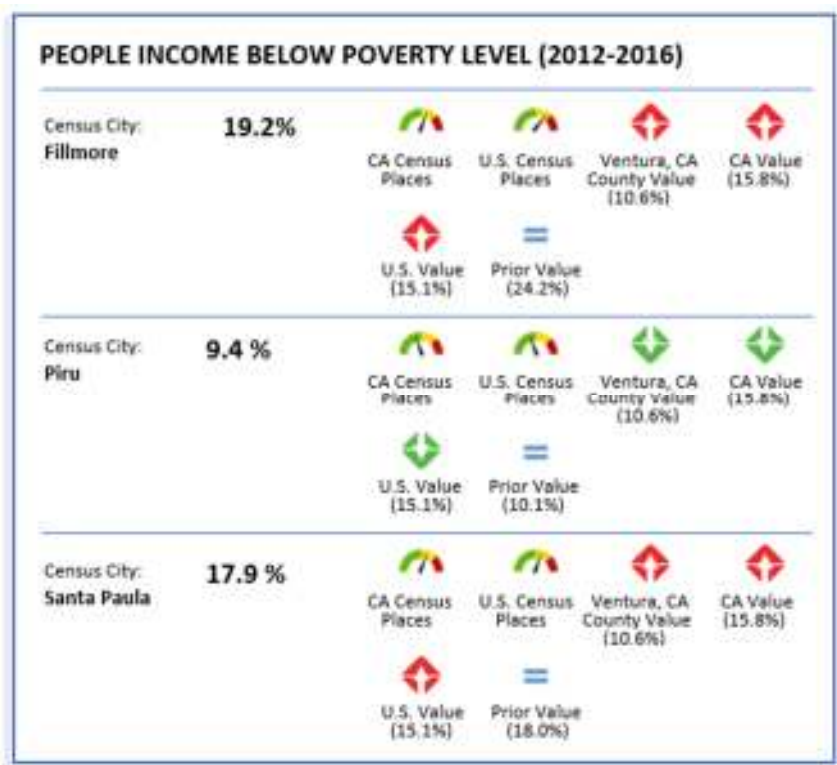 PEOPLE INCOME BELOW POVERTY LEVEL (2012-2016)
Census City:
Fillmore
19.2%
CA Census
Places
U.S. Census
Places
Ventura, CA
County Value
(10.6%)
CA Value
(15.8%)
U.S. Value
(15.1%)
Prior Value
(24.2%)
Census City:
Piru
9.4 %
CA Census
Places
U.S. Census
Places
Ventura, CA
County Value
(10.6%)
CA Value
(15.8%)
U.S. Value
(15.1%)
Prior Value
(10.1%)
Census City:
Santa Paula
17.9 %
CA Census
Places
U.S. Census
Places
Ventura, CA
County Value
(10.6%)
CA Value
(15.8%)
U.S. Value
(15.1%)
Prior Value
(18.0%)